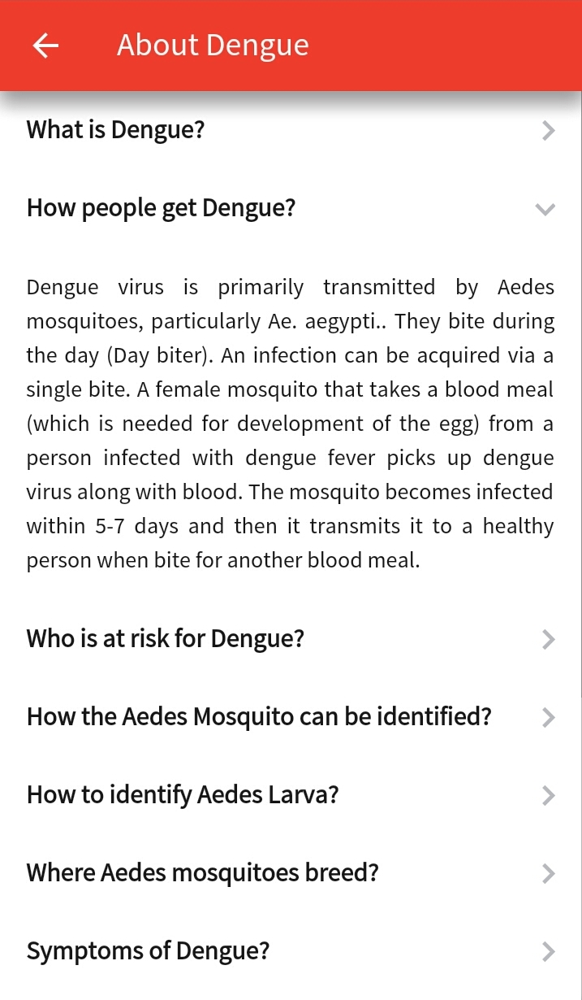 About Dengue
What is Dengue?
How people get Dengue?
Dengue virus is primarily transmitted by Aedes
mosquitoes, particularly Ae. aegypti.. They bite during
the day (Day biter). An infection can be acquired via a
single bite. A female mosquito that takes a blood meal
(which is needed for development of the egg) from a
person infected with dengue fever picks up dengue
virus along with blood. The mosquito becomes infected
within 5-7 days and then it transmits it to a healthy
person when bite for another blood meal.
Who is at risk for Dengue?
How the Aedes Mosquito can be identified?
How to identify Aedes Larva?
Where Aedes mosquitoes breed?
Symptoms of Dengue?